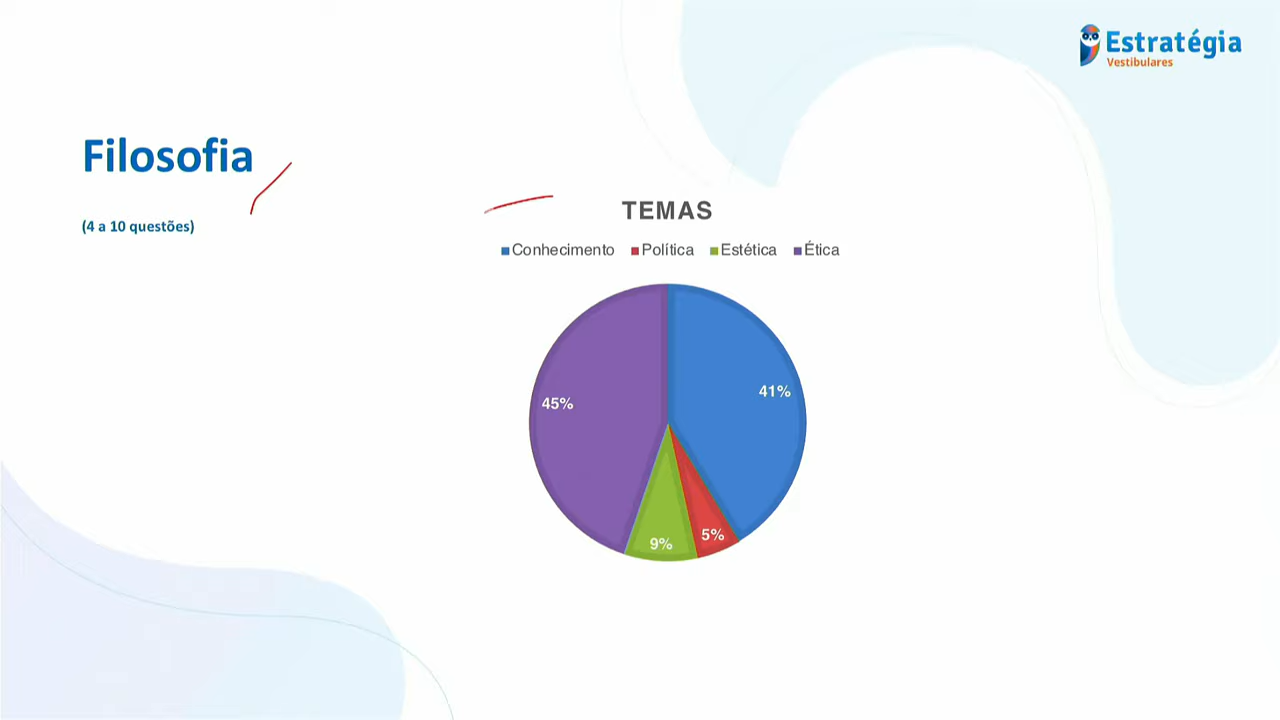 Estratégia
Vestibulares
Filosofia
(4 a 10 questões)
TEMAS
Conhecimento Política Estética Ética
45%
41%
9%
5%